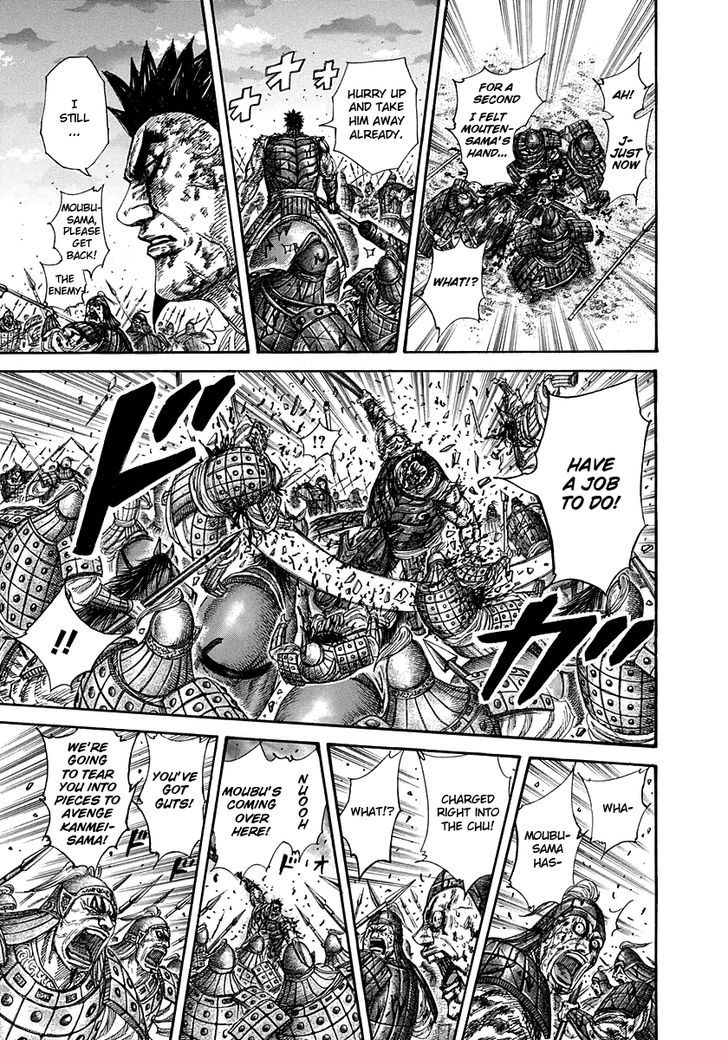 AH!
J-
JUST
NOW
FOR A
SECOND
I FELT
MOUTEN-
SAMA'S
HAND...
WHAT!?
HURRY UP
AND TAKE
HIM AWAY
ALREADY.
オオオ
I
STILL
...
MOUBU-
SAMA,
PLEASE
GET
BACK!
THE
ENEMY-
HAVE
A JOB
TO DO!
!?
ドガ
!!
WHA-
MOUBU-
SAMA
HAS-
CHARGED
RIGHT INTO
THE CHU!
WHAT!?
NUOOH
MOUBU'S
COMING
OVER
HERE!
YOU'VE
GOT
GUTS!
WE'RE
GOING
TO TEAR
YOU INTO
PIECES TO
AVENGE
KANMEI-
SAMA!